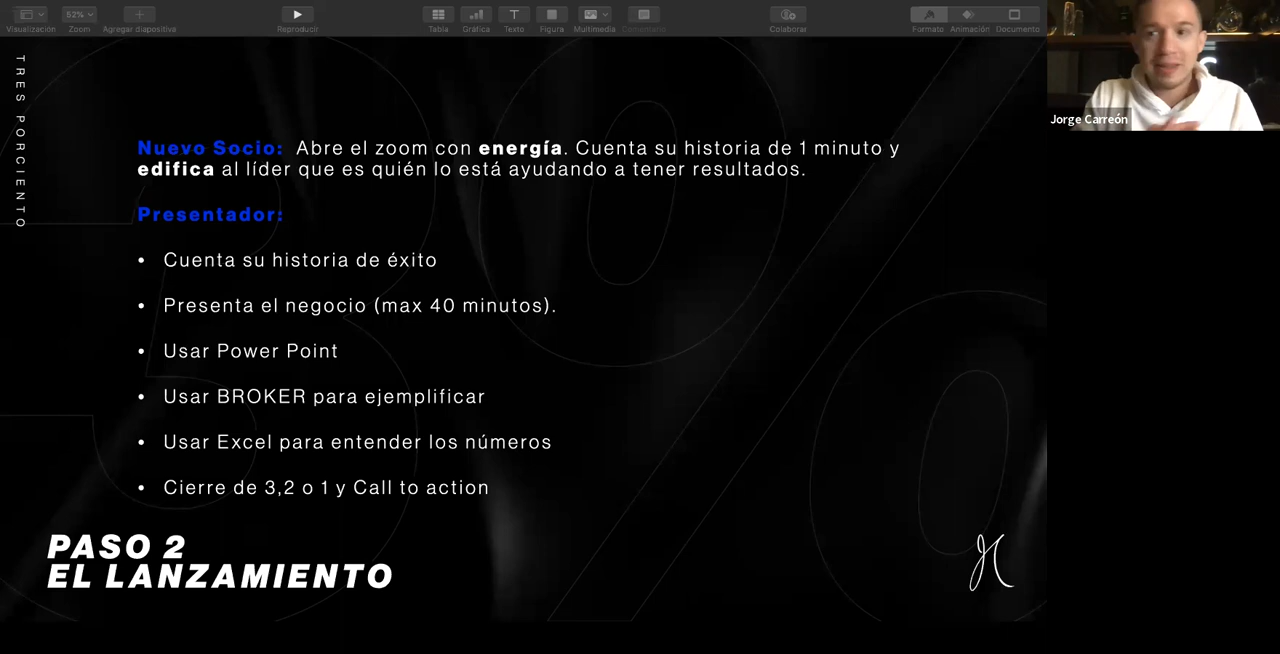 52%
Visualización
Zoom
Agregar diapositiva
Reproducir
Tabla
Gráfica
Texto
Figura
Multimedia
Comentario
Colaborar
Formato
Animación
Documento
Jorge Carreón
TRES PORCIENTO
Nuevo Socio: Abre el zoom con energía. Cuenta su historia de 1 minuto y
edifica al líder que es quién lo está ayudando a tener resultados.
Presentador:
• Cuenta su historia de éxito
• Presenta el negocio (max 40 minutos).
• Usar Power Point
• Usar BROKER para ejemplificar
• Usar Excel para entender los números
• Cierre de 3,2 o 1 y Call to action
PASO 2
EL LANZAMIENTO